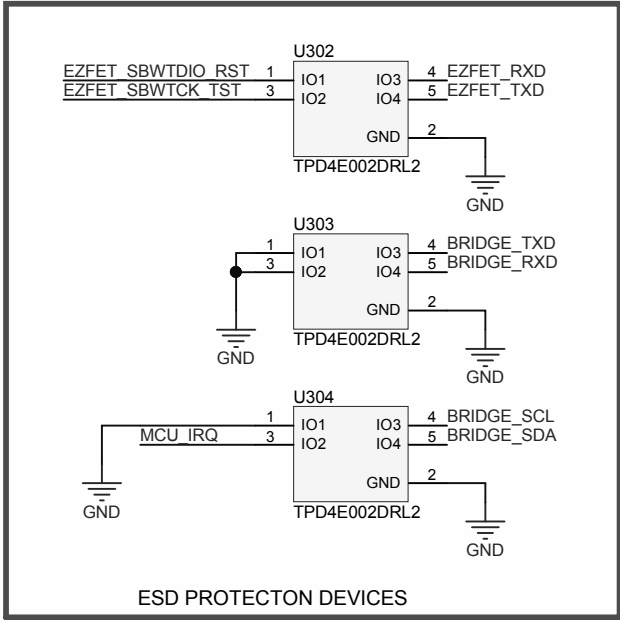 U302
EZFET_SBWTDIO_RST 1 IO1 IO3 4 EZFET_RXD
EZFET_SBWTCK_TST 3 IO2 IO4 5 EZFET_TXD
GND 2
TPD4E002DRL2
GND
U303
1 IO1 IO3 4 BRIDGE_TXD
3 IO2 IO4 5 BRIDGE_RXD
GND 2
TPD4E002DRL2
GND
GND
U304
1 IO1 IO3 4 BRIDGE_SCL
MCU_IRQ 3 IO2 IO4 5 BRIDGE_SDA
GND 2
TPD4E002DRL2
GND
GND
ESD PROTECTON DEVICES